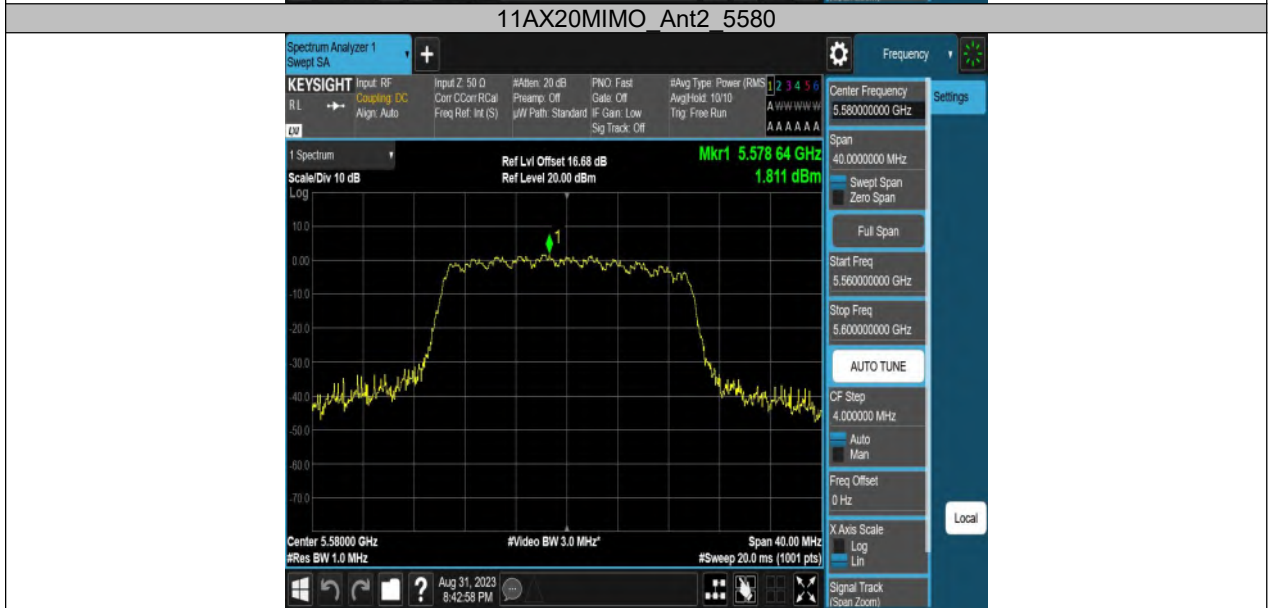 11AX20MIMO_Ant2_5580
Spectrum Analyzer 1
Swept SA
+
Frequency
KEYSIGHT
RL
LXI
Input: RF
Coupling: DC
Align: Auto
Input Z: 50 Ω
Corr CCorr RCal
Freq Ref: Int (S)
#Atten: 20 dB
Preamp: Off
µW Path: Standard
PNO: Fast
Gate: Off
IF Gain: Low
Sig Track: Off
#Avg Type: Power (RMS
Avg|Hold: 10/10
Trig: Free Run
1 2 3 4 5 6
A W W W W W
A A A A A A
1 Spectrum
Scale/Div 10 dB
Log
Ref Lvl Offset 16.68 dB
Ref Level 20.00 dBm
Mkr1 5.578 64 GHz
1.811 dBm
10.0
0.00
-10.0
-20.0
-30.0
-40.0
-50.0
-60.0
-70.0
1
Center 5.58000 GHz
#Res BW 1.0 MHz
#Video BW 3.0 MHz*
Span 40.00 MHz
#Sweep 20.0 ms (1001 pts)
Center Frequency
5.580000000 GHz
Settings
Span
40.0000000 MHz
Swept Span
Zero Span
Full Span
Start Freq
5.560000000 GHz
Stop Freq
5.600000000 GHz
AUTO TUNE
CF Step
4.000000 MHz
Auto
Man
Freq Offset
0 Hz
X Axis Scale
Log
Lin
Local
Signal Track
(Span Zoom)
?
Aug 31, 2023
8:42:58 PM